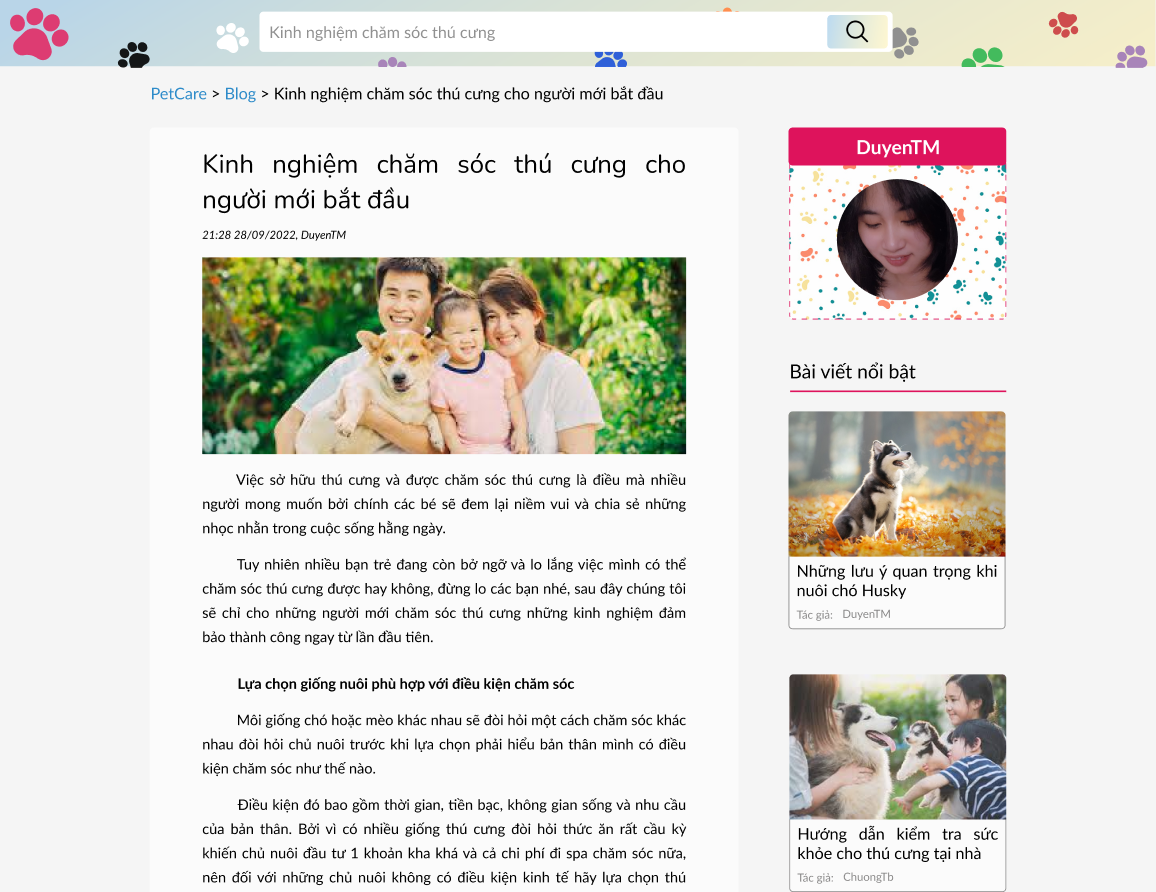 Kinh nghiệm chăm sóc thú cưng
PetCare > Blog > Kinh nghiệm chăm sóc thú cưng cho người mới bắt đầu
Kinh nghiệm chăm sóc thú cưng cho
người mới bắt đầu
21:28 28/09/2022, DuyenTM
Việc sở hữu thú cưng và được chăm sóc thú cưng là điều mà nhiều
người mong muốn bởi chính các bé sẽ đem lại niềm vui và chia sẻ những
nhọc nhằn trong cuộc sống hằng ngày.
Tuy nhiên nhiều bạn trẻ đang còn bở ngỡ và lo lắng việc mình có thể
chăm sóc thú cưng được hay không, đừng lo các bạn nhé, sau đây chúng tôi
sẽ chỉ cho những người mới chăm sóc thú cưng những kinh nghiệm đảm
bảo thành công ngay từ lần đầu tiên.
Lựa chọn giống nuôi phù hợp với điều kiện chăm sóc
Môi giống chó hoặc mèo khác nhau sẽ đòi hỏi một cách chăm sóc khác
nhau đòi hỏi chủ nuôi trước khi lựa chọn phải hiểu bản thân mình có điều
kiện chăm sóc như thế nào.
Điều kiện đó bao gồm thời gian, tiền bạc, không gian sống và nhu cầu
của bản thân. Bởi vì có nhiều giống thú cưng đòi hỏi thức ăn rất cầu kỳ
khiến chủ nuôi đầu tư 1 khoản kha khá và cả chi phí đi spa chăm sóc nữa,
nên đối với những chủ nuôi không có điều kiện kinh tế hãy lựa chọn thú
DuyenTM
Bài viết nổi bật
Những lưu ý quan trọng khi
nuôi chó Husky
Tác giả: DuyenTM
Hướng dẫn kiểm tra sức
khỏe cho thú cưng tại nhà
Tác giả: ChuongTb